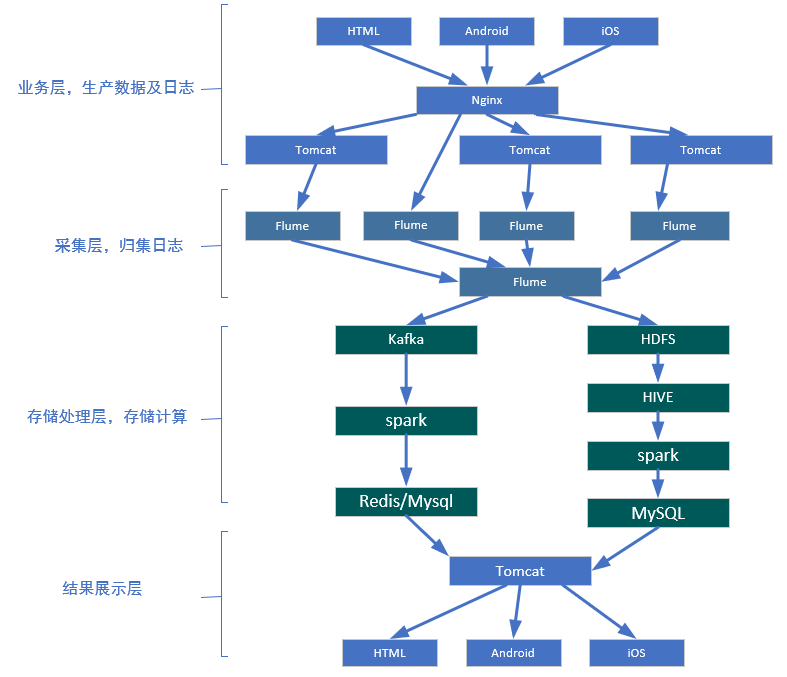 HTML
Android
iOS
业务层，生产数据及日志
Nginx
Tomcat
Tomcat
Tomcat
采集层，归集日志
Flume
Flume
Flume
Flume
Flume
存储处理层，存储计算
Kafka
HDFS
HIVE
spark
spark
Redis/Mysql
MySQL
结果展示层
Tomcat
HTML
Android
iOS